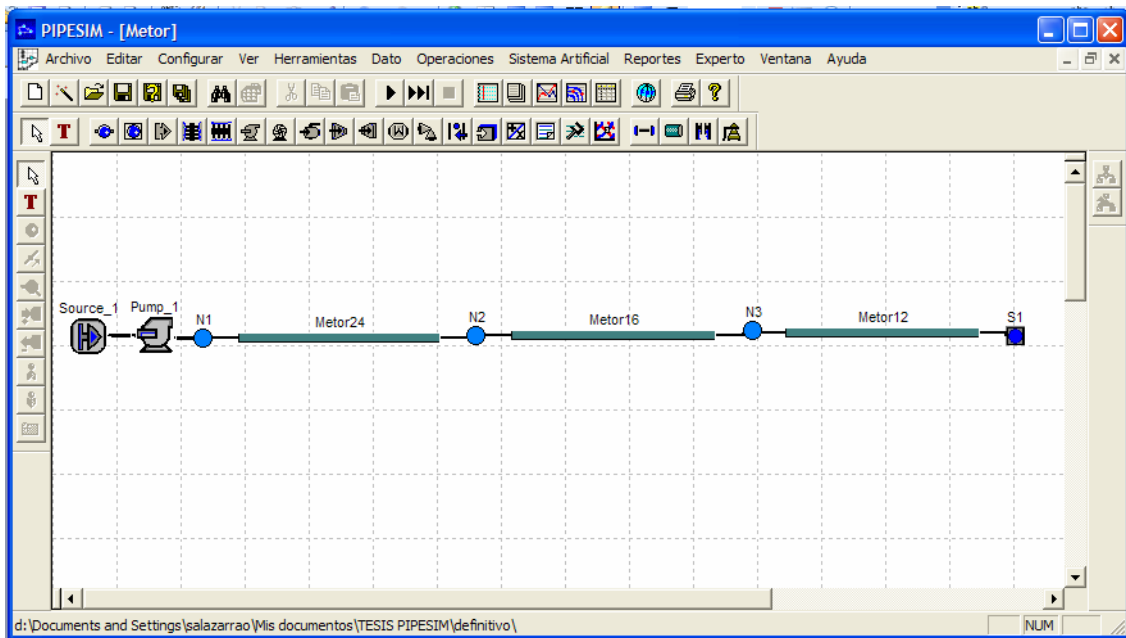 PIPESIM - [Metor]
Archivo Editar Configurar Ver Herramientas Dato Operaciones Sistema Artificial Reportes Experto Ventana Ayuda
T
T
Source_1 Pump_1 N1 Metor24 N2 Metor16 N3 Metor12 S1
d:\Documents and Settings\salazarrao\Mis documentos\TESIS PIPESIM\definitivo\ NUM